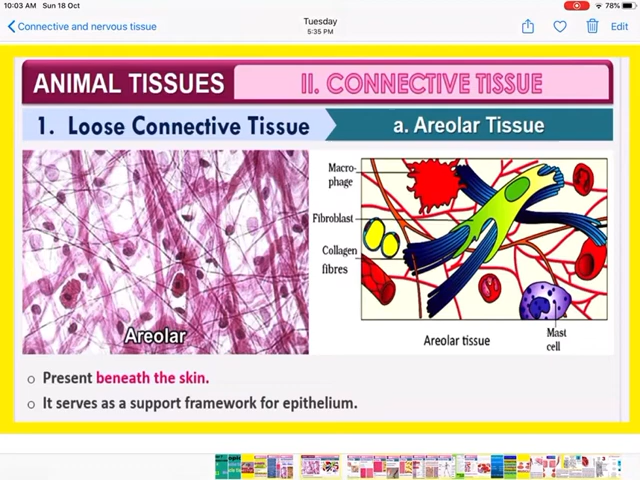 10:03 AM Sun 18 Oct
78%
Connective and nervous tissue
Tuesday
5:35 PM
Edit
ANIMAL TISSUES
II. CONNECTIVE TISSUE
1. Loose Connective Tissue
a. Areolar Tissue
Areolar
Macro-
phage
Fibroblast
Collagen
fibres
Areolar tissue
Mast
cell
o Present beneath the skin.
o It serves as a support framework for epithelium.